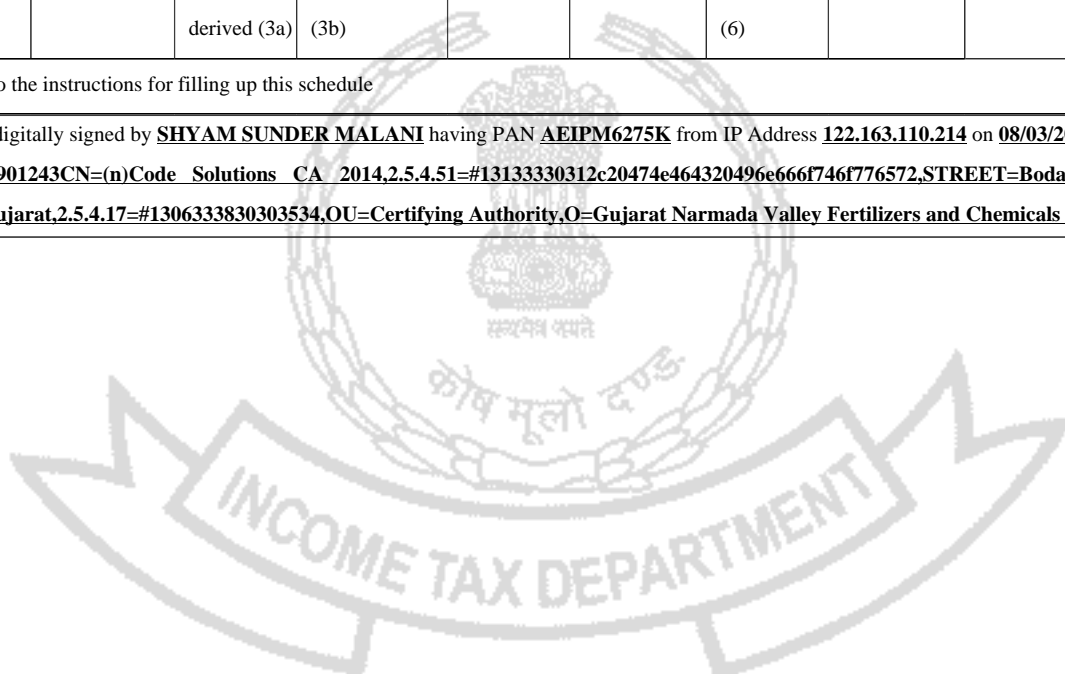 derived (3a) (3b) (6)
o the instructions for filling up this schedule
digitally signed by SHYAM SUNDER MALANI having PAN AEIPM6275K from IP Address 122.163.110.214 on 08/03/20
901243CN=(n)Code Solutions CA 2014,2.5.4.51=#13133330312c20474e464320496e666f746f776572,STREET=Boda
ujarat,2.5.4.17=#1306333830303534,OU=Certifying Authority,O=Gujarat Narmada Valley Fertilizers and Chemicals
सत्यमेव जयते
कोष मूलो दण्डः
INCOME TAX DEPARTMENT